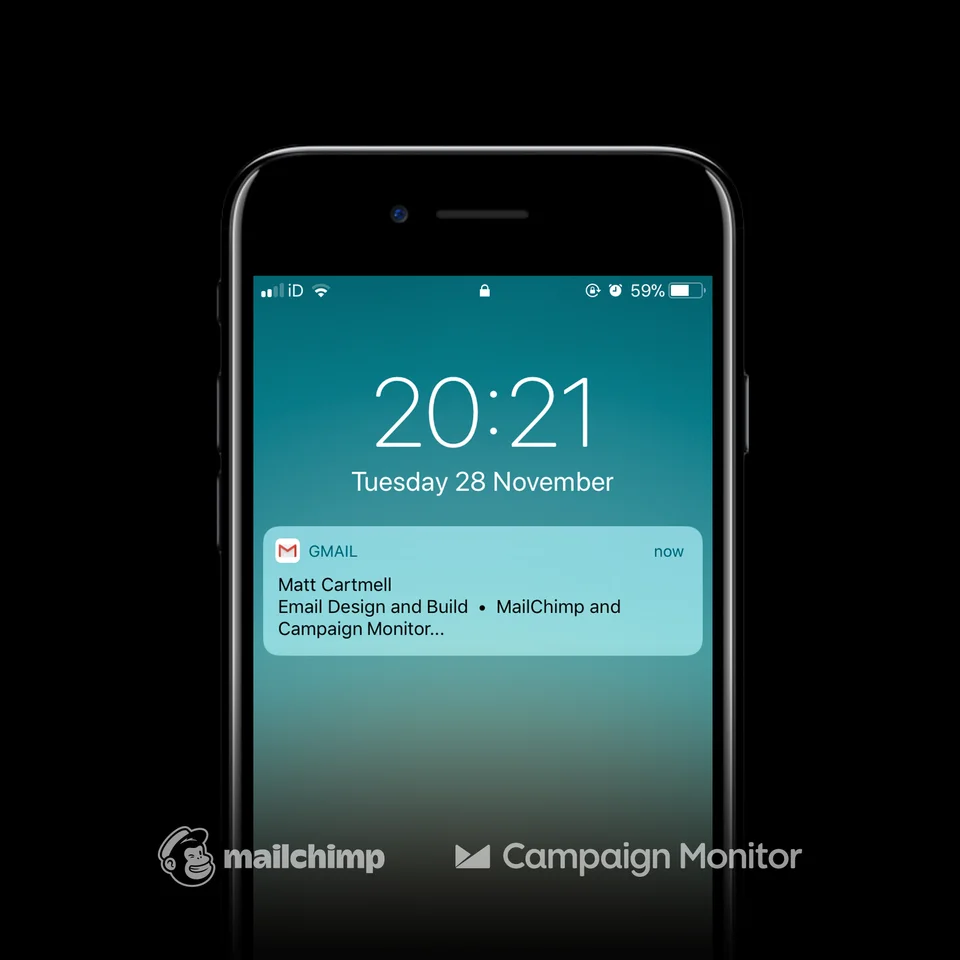 iD 59%
20:21
Tuesday 28 November
GMAIL now
Matt Cartmell
Email Design and Build • MailChimp and
Campaign Monitor...
mailchimp Campaign Monitor